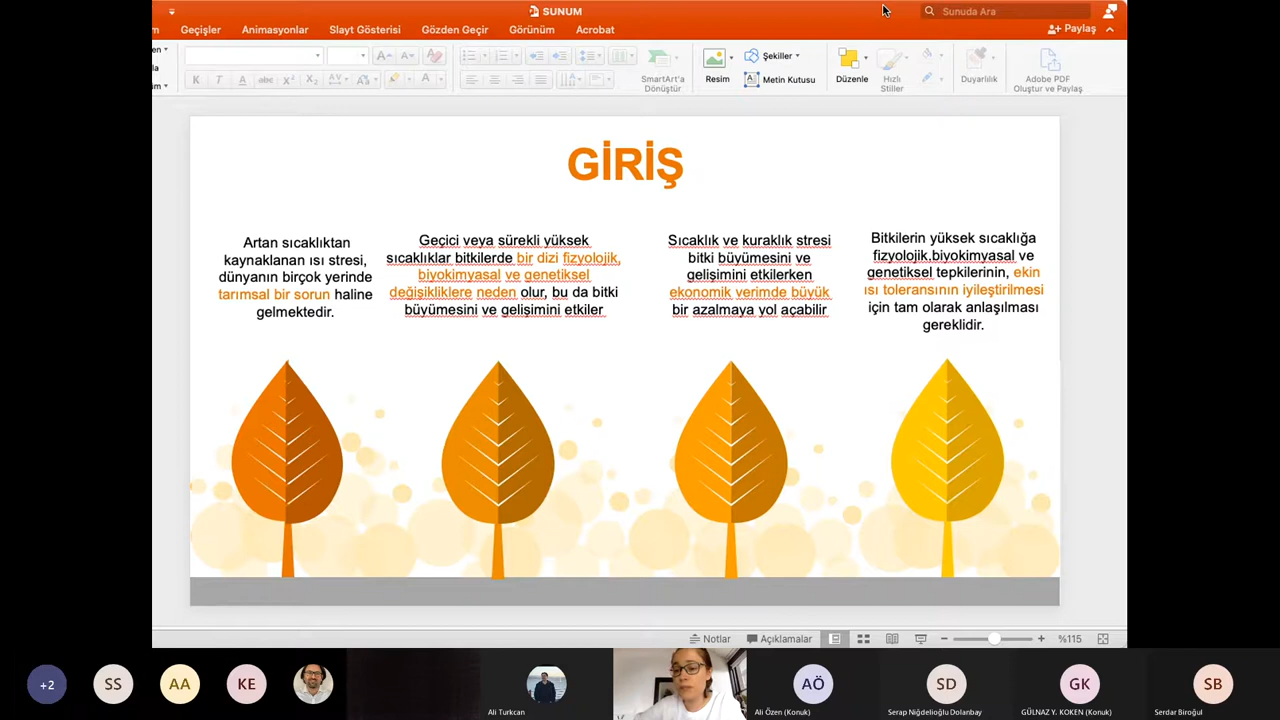 SUNUM
Sunuda Ara
Geçişler
Animasyonlar
Slayt Gösterisi
Gözden Geçir
Görünüm
Acrobat
Paylaş
K T A abc X² X₂ AV
SmartArt'a
Dönüştür
Resim
Şekiller
Metin Kutusu
Düzenle
Hızlı
Stiller
Duyarlılık
Adobe PDF
Oluştur ve Paylaş
GİRİŞ
Artan sıcaklıktan
kaynaklanan ısı stresi,
dünyanın birçok yerinde
tarımsal bir sorun haline
gelmektedir.
Geçici veya sürekli yüksek
sıcaklıklar bitkilerde bir dizi fizyolojik,
biyokimyasal ve genetiksel
değişikliklere neden olur, bu da bitki
büyümesini ve gelişimini etkiler
Sıcaklık ve kuraklık stresi
bitki büyümesini ve
gelişimini etkilerken
ekonomik verimde büyük
bir azalmaya yol açabilir
Bitkilerin yüksek sıcaklığa
fizyolojik,biyokimyasal ve
genetiksel tepkilerinin, ekin
ısı toleransının iyileştirilmesi
için tam olarak anlaşılması
gereklidir.
Notlar
Açıklamalar
%115
+2
SS
AA
KE
Ali Turkcan
AÖ
Ali Özen (Konuk)
SD
Serap Niğdelioğlu Dolanbay
GK
GÜLNAZ Y. KOKEN (Konuk)
SB
Serdar Biroğul